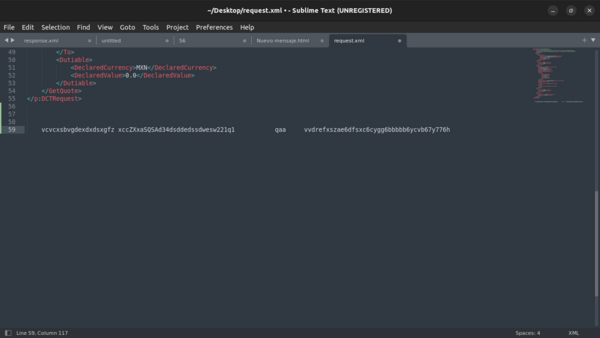 ~/Desktop/request.xml • - Sublime Text (UNREGISTERED)
File Edit Selection Find View Goto Tools Project Preferences Help
response.xml untitled 56 Nuevo mensaje.htm request.xml
49 </To>
50 <Dutiable>
51 <DeclaredCurrency>MXN</DeclaredCurrency>
52 <DeclaredValue>0.0</DeclaredValue>
53 </Dutiable>
54 </GetQuote>
55 </p:DCTRequest>
56
57
58
59 vcvcxsbvgdexdxdsxgfz xccZXxaSQSAd34dsddedssdwesw221q1 qaa vvdrefxszae6dfsxc6cygg6bbbbb6ycvb67y776h
Line 59, Column 117 Spaces: 4 XML